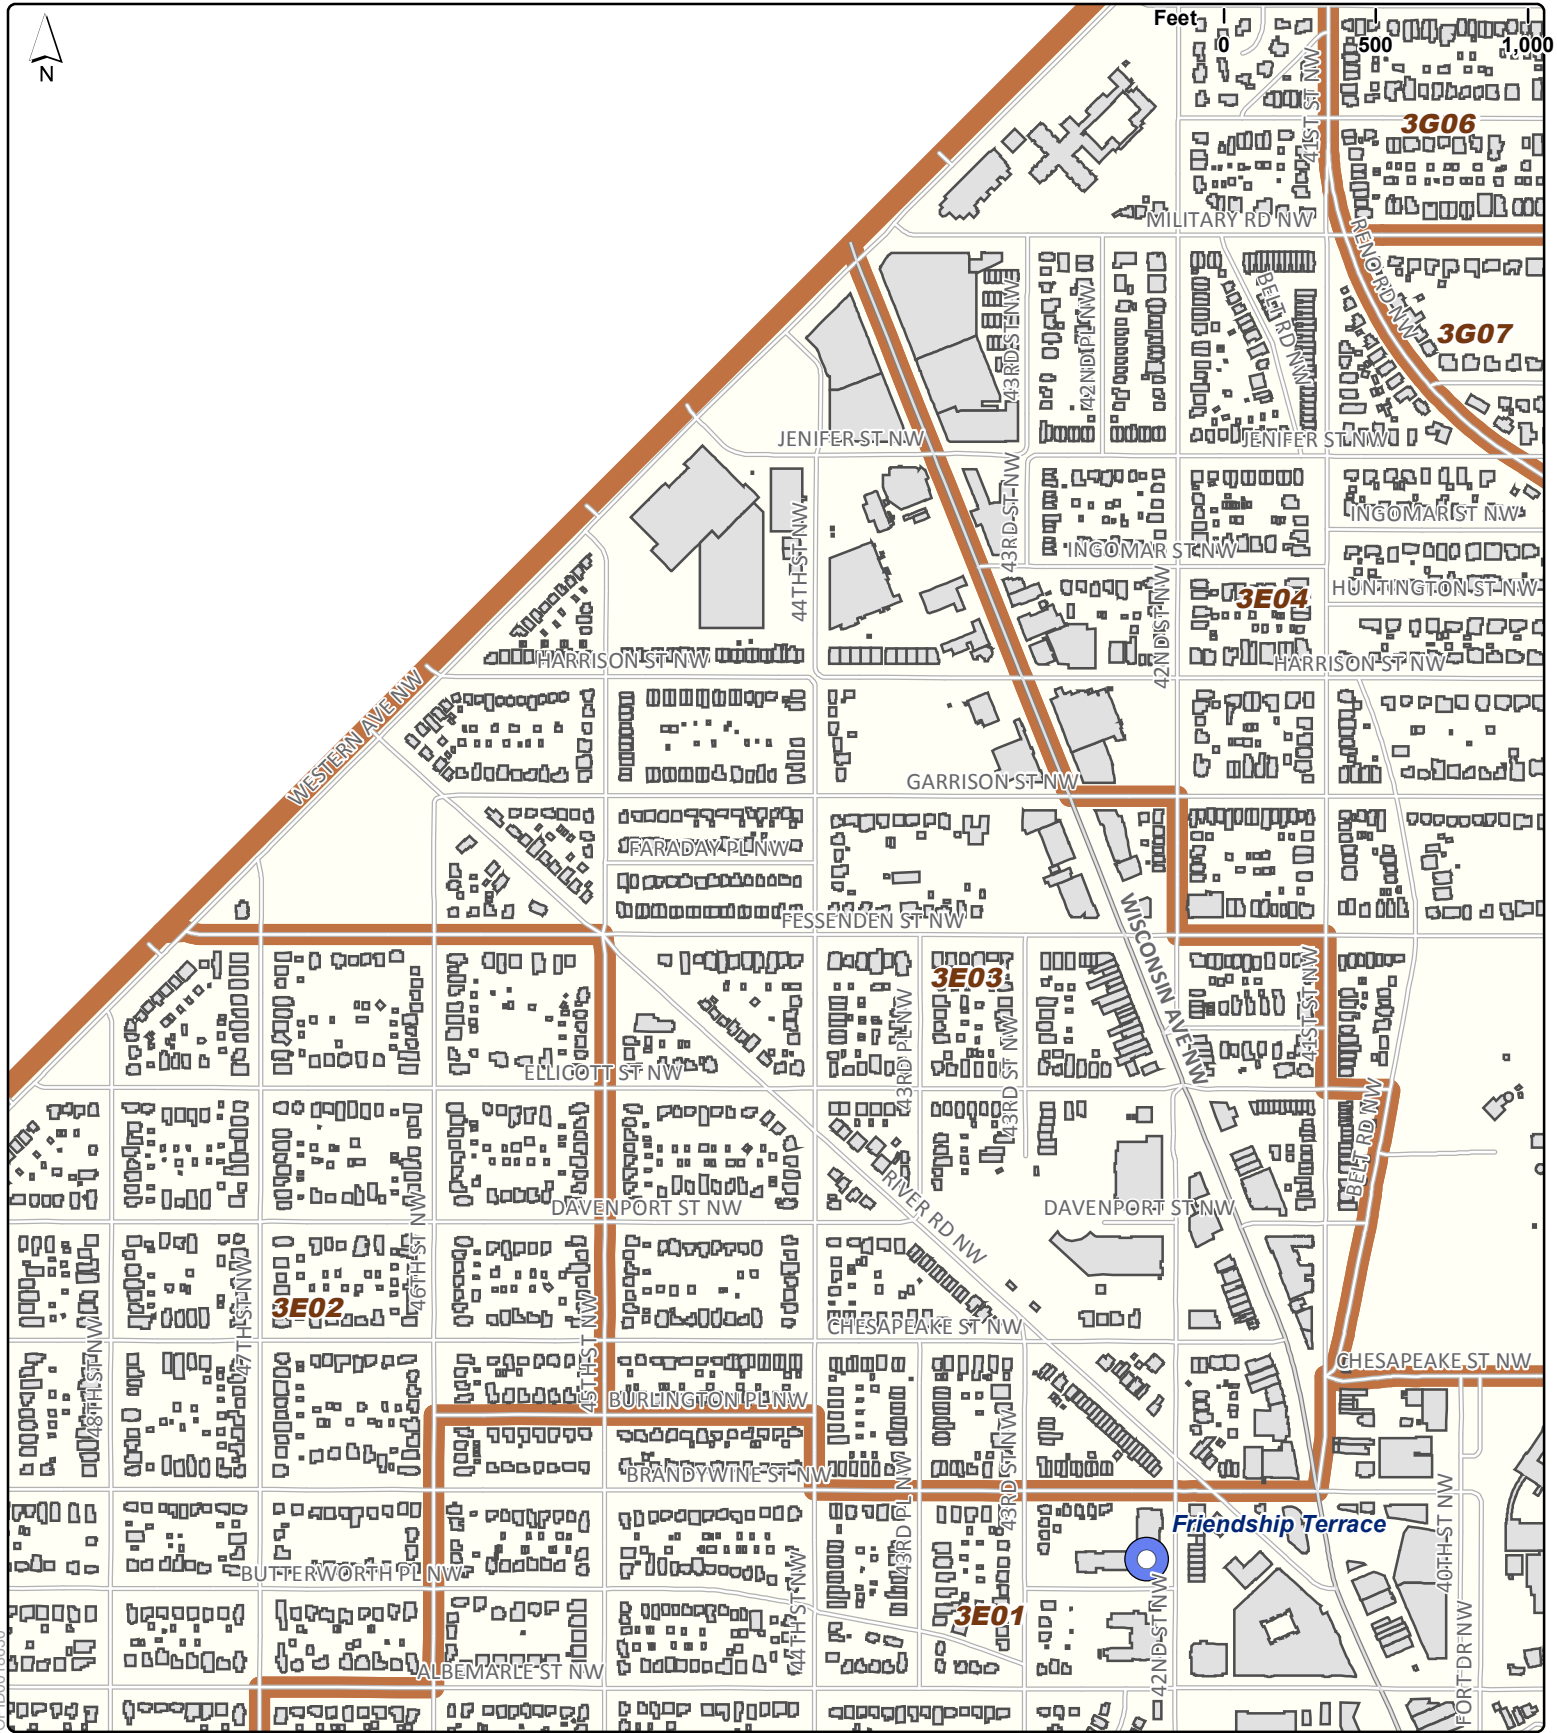 Feet
0 500 1,000
N
41ST ST NW
3G06
MILITARY RD NW
RENO RD NW
BELT RD NW
3G07
43RD ST NW
42ND PL NW
JENIFER ST NW
JENIFER ST NW
43RD ST NW
INGOMAR ST NW
INGOMAR ST NW
44TH ST NW
HUNTINGTON ST NW
3E04
42ND ST NW
HARRISON ST NW
HARRISON ST NW
WESTERN AVE NW
GARRISON ST NW
FARADAY PL NW
FESSENDEN ST NW
WISCONSIN AVE NW
3E03
41ST ST NW
43RD PL NW
43RD ST NW
ELLICOTT ST NW
BELT RD NW
RIVER RD NW
DAVENPORT ST NW
DAVENPORT ST NW
46TH ST NW
47TH ST NW
3E02
45TH ST NW
48TH ST NW
CHESAPEAKE ST NW
CHESAPEAKE ST NW
BURLINGTON PL NW
BRANDYWINE ST NW
43RD PL NW
43RD ST NW
40TH ST NW
Friendship Terrace
BUTTERWORTH PL NW
44TH ST NW
3E01
42ND ST NW
FORT DR NW
ALBEMARLE ST NW